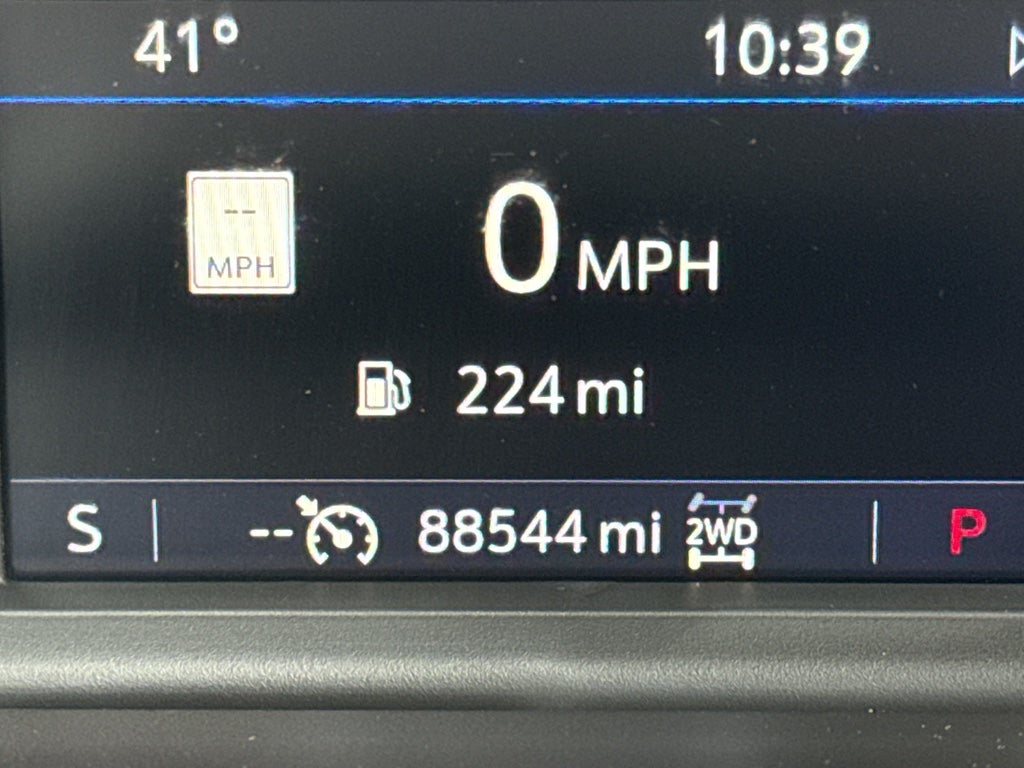 41° 10:39
--
MPH
0 MPH
224 mi
S -- 88544 mi 2WD P